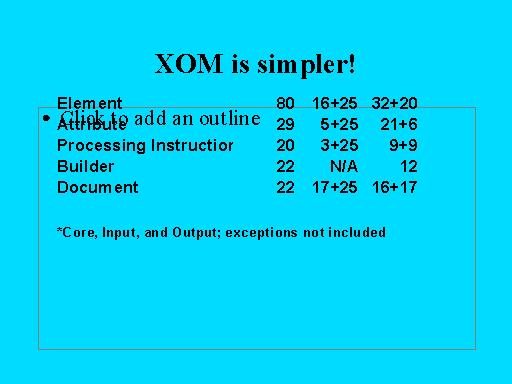 XOM is simpler!
Element 80 16+25 32+20
• Click to add an outline
Attribute 29 5+25 21+6
Processing Instruction 20 3+25 9+9
Builder 22 N/A 12
Document 22 17+25 16+17
*Core, Input, and Output; exceptions not included